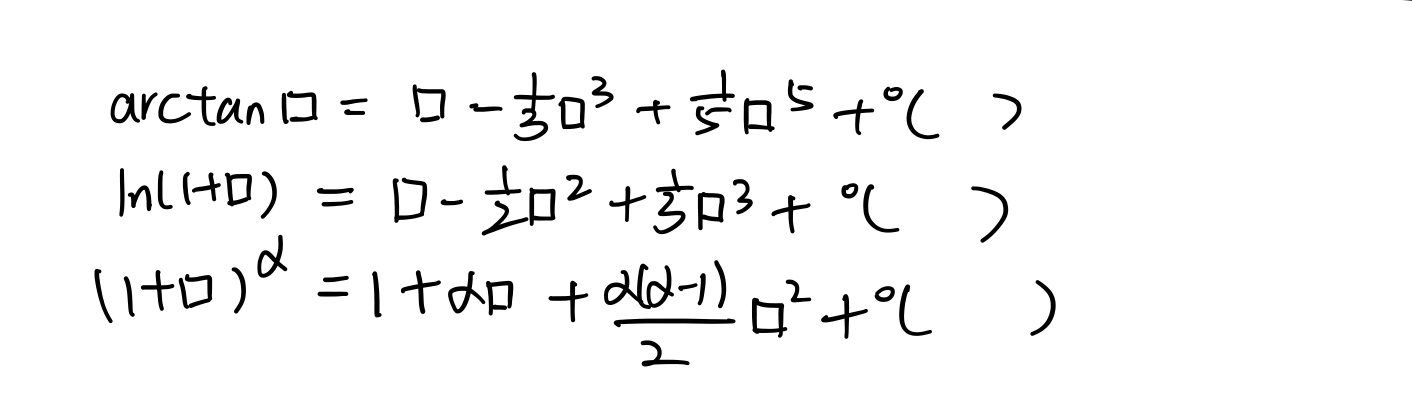 arctan□ = □ - 1/3 □³ + 1/5 □⁵ + o( )
ln(1+□) = □ - 1/2 □² + 1/3 □³ + o( )
(1+□)^α = 1 + α□ + α(α-1)/2 □² + o( )